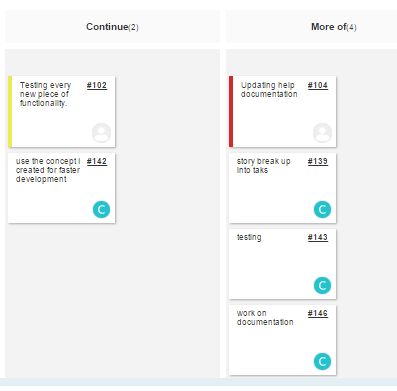 Continue(2)
Testing every #102
new piece of
functionality.
use the concept I #142
created for faster
development
C
More of(4)
Updating help #104
documentation
story break up #139
into taks
C
testing #143
C
work on #146
documentation
C